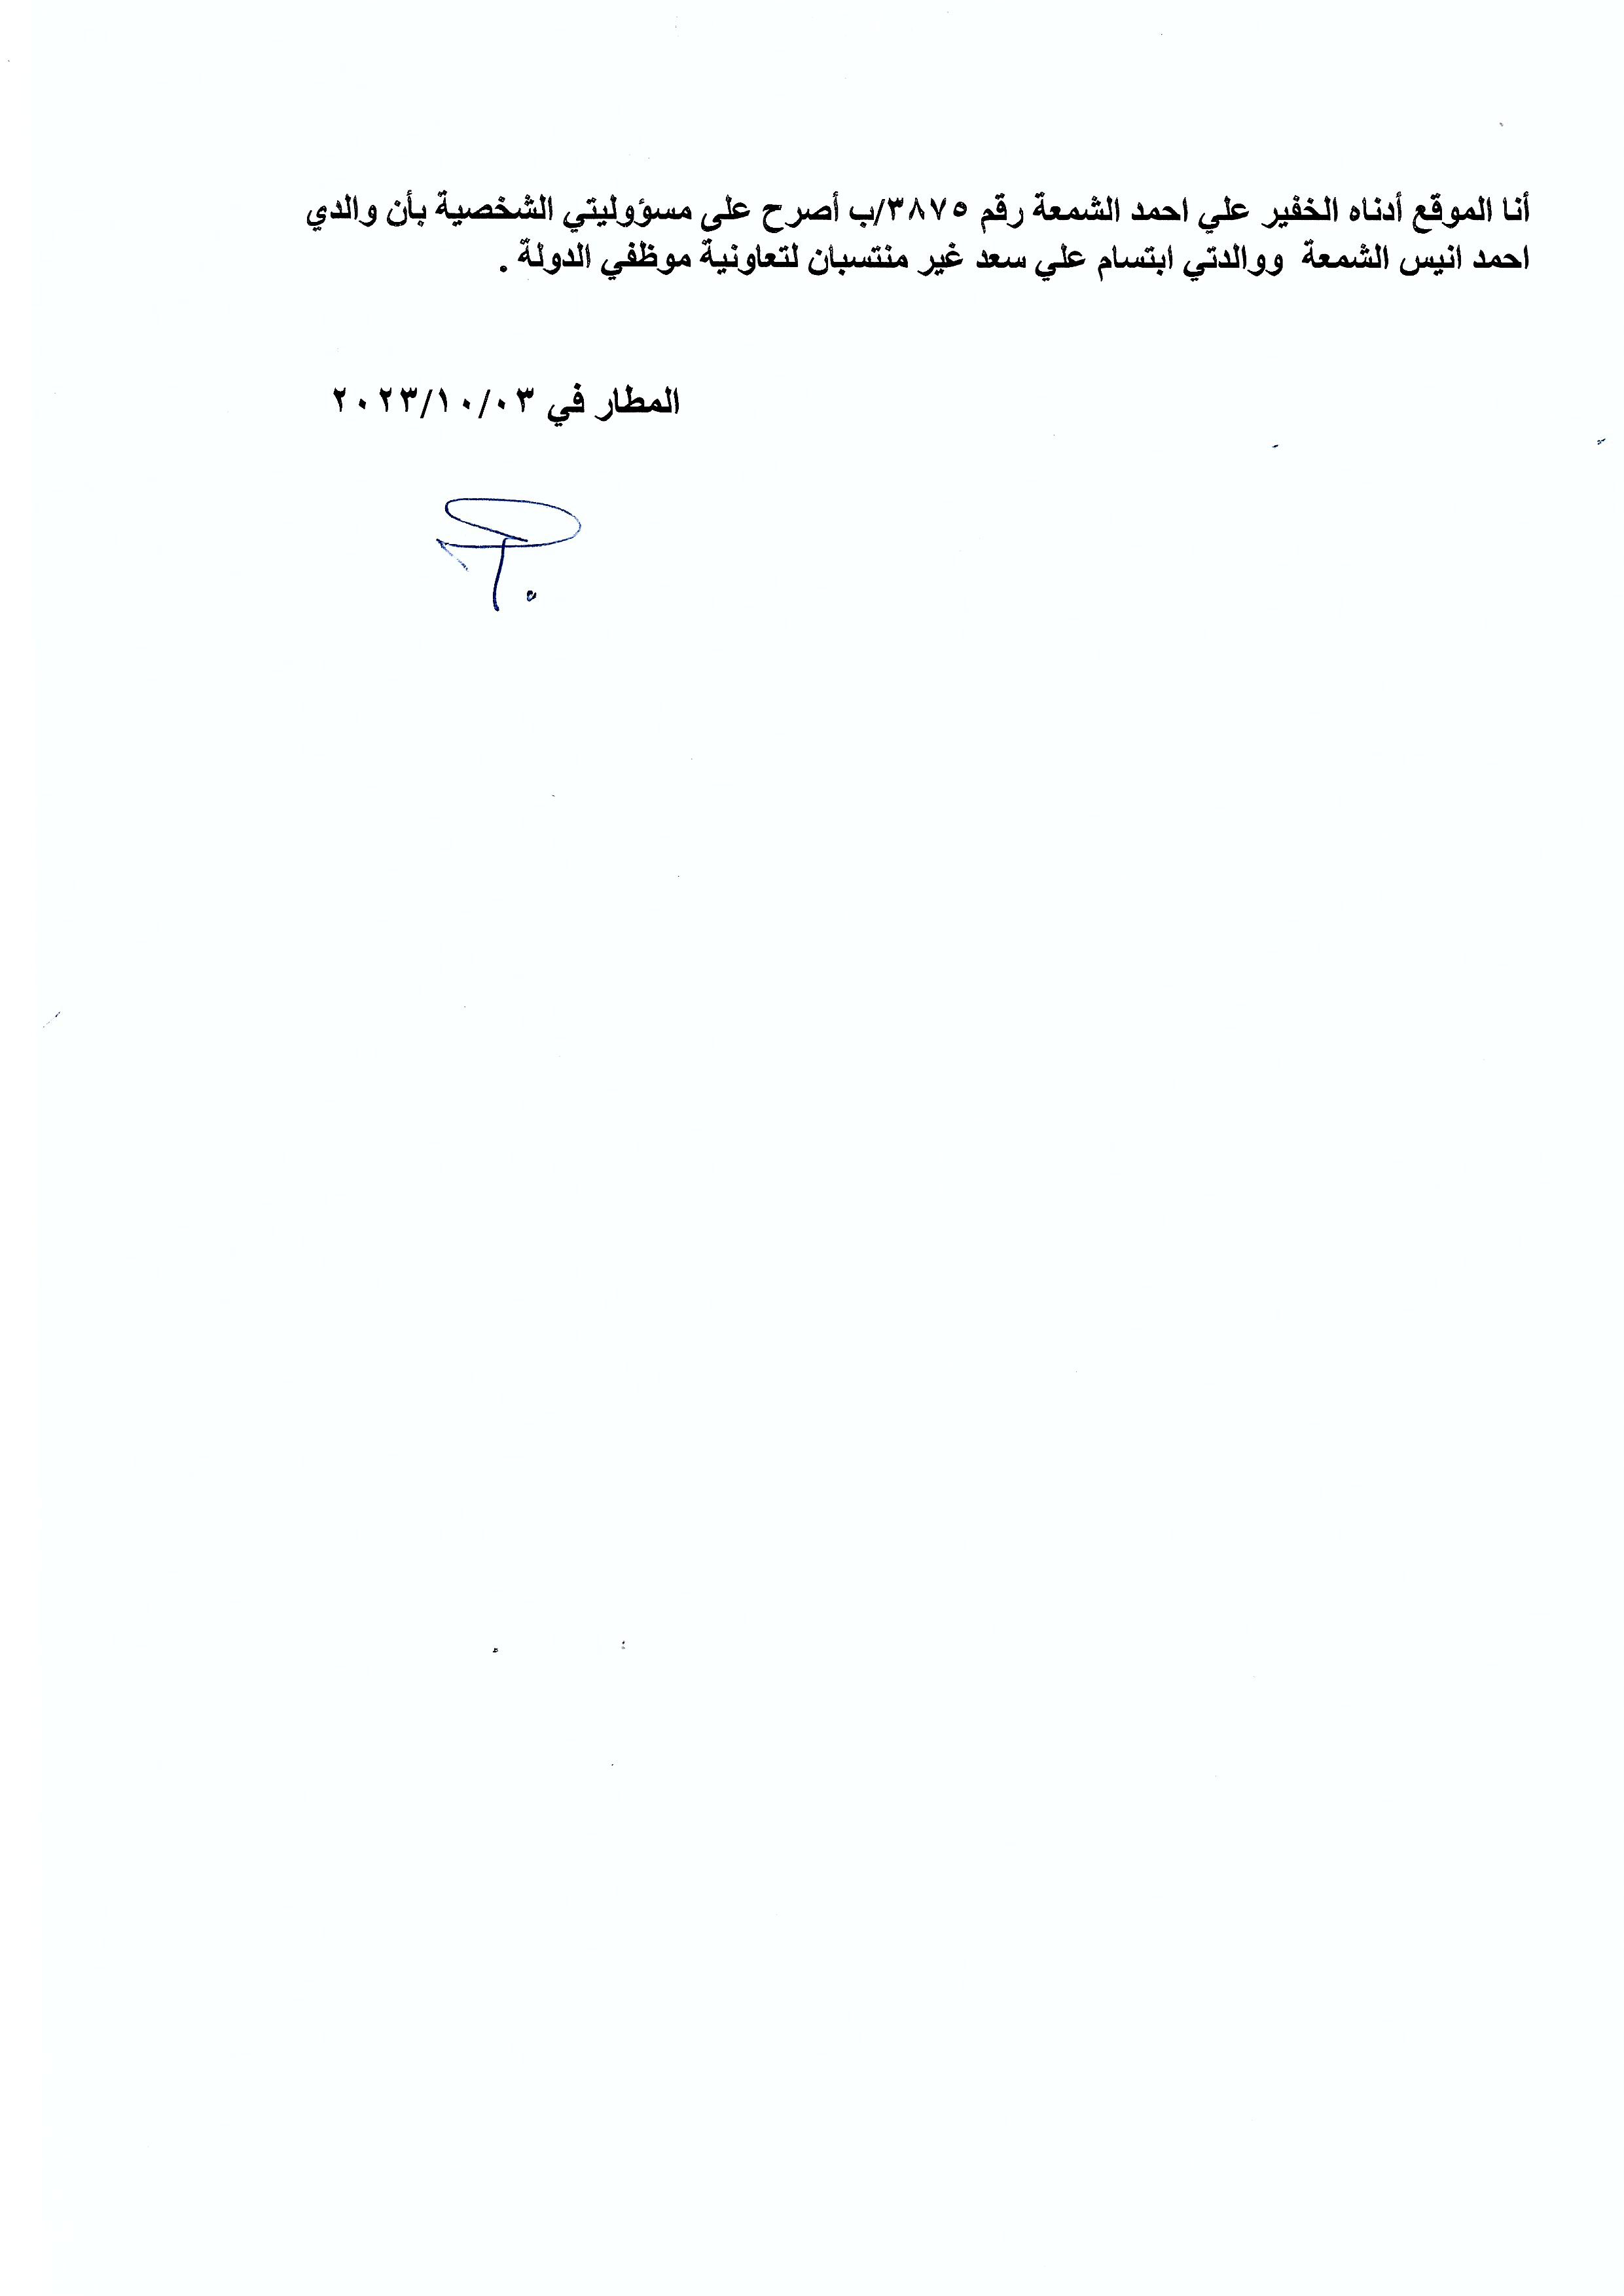 أنا الموقع أدناه الخفير علي احمد الشمعة رقم ٣٨٧٥/ب أصرح على مسؤوليتي الشخصية بأن والدي
احمد انيس الشمعة ووالدتي ابتسام علي سعد غير منتسبان لتعاونية موظفي الدولة .
المطار في ٢٠٢٣/١٠/٠٣